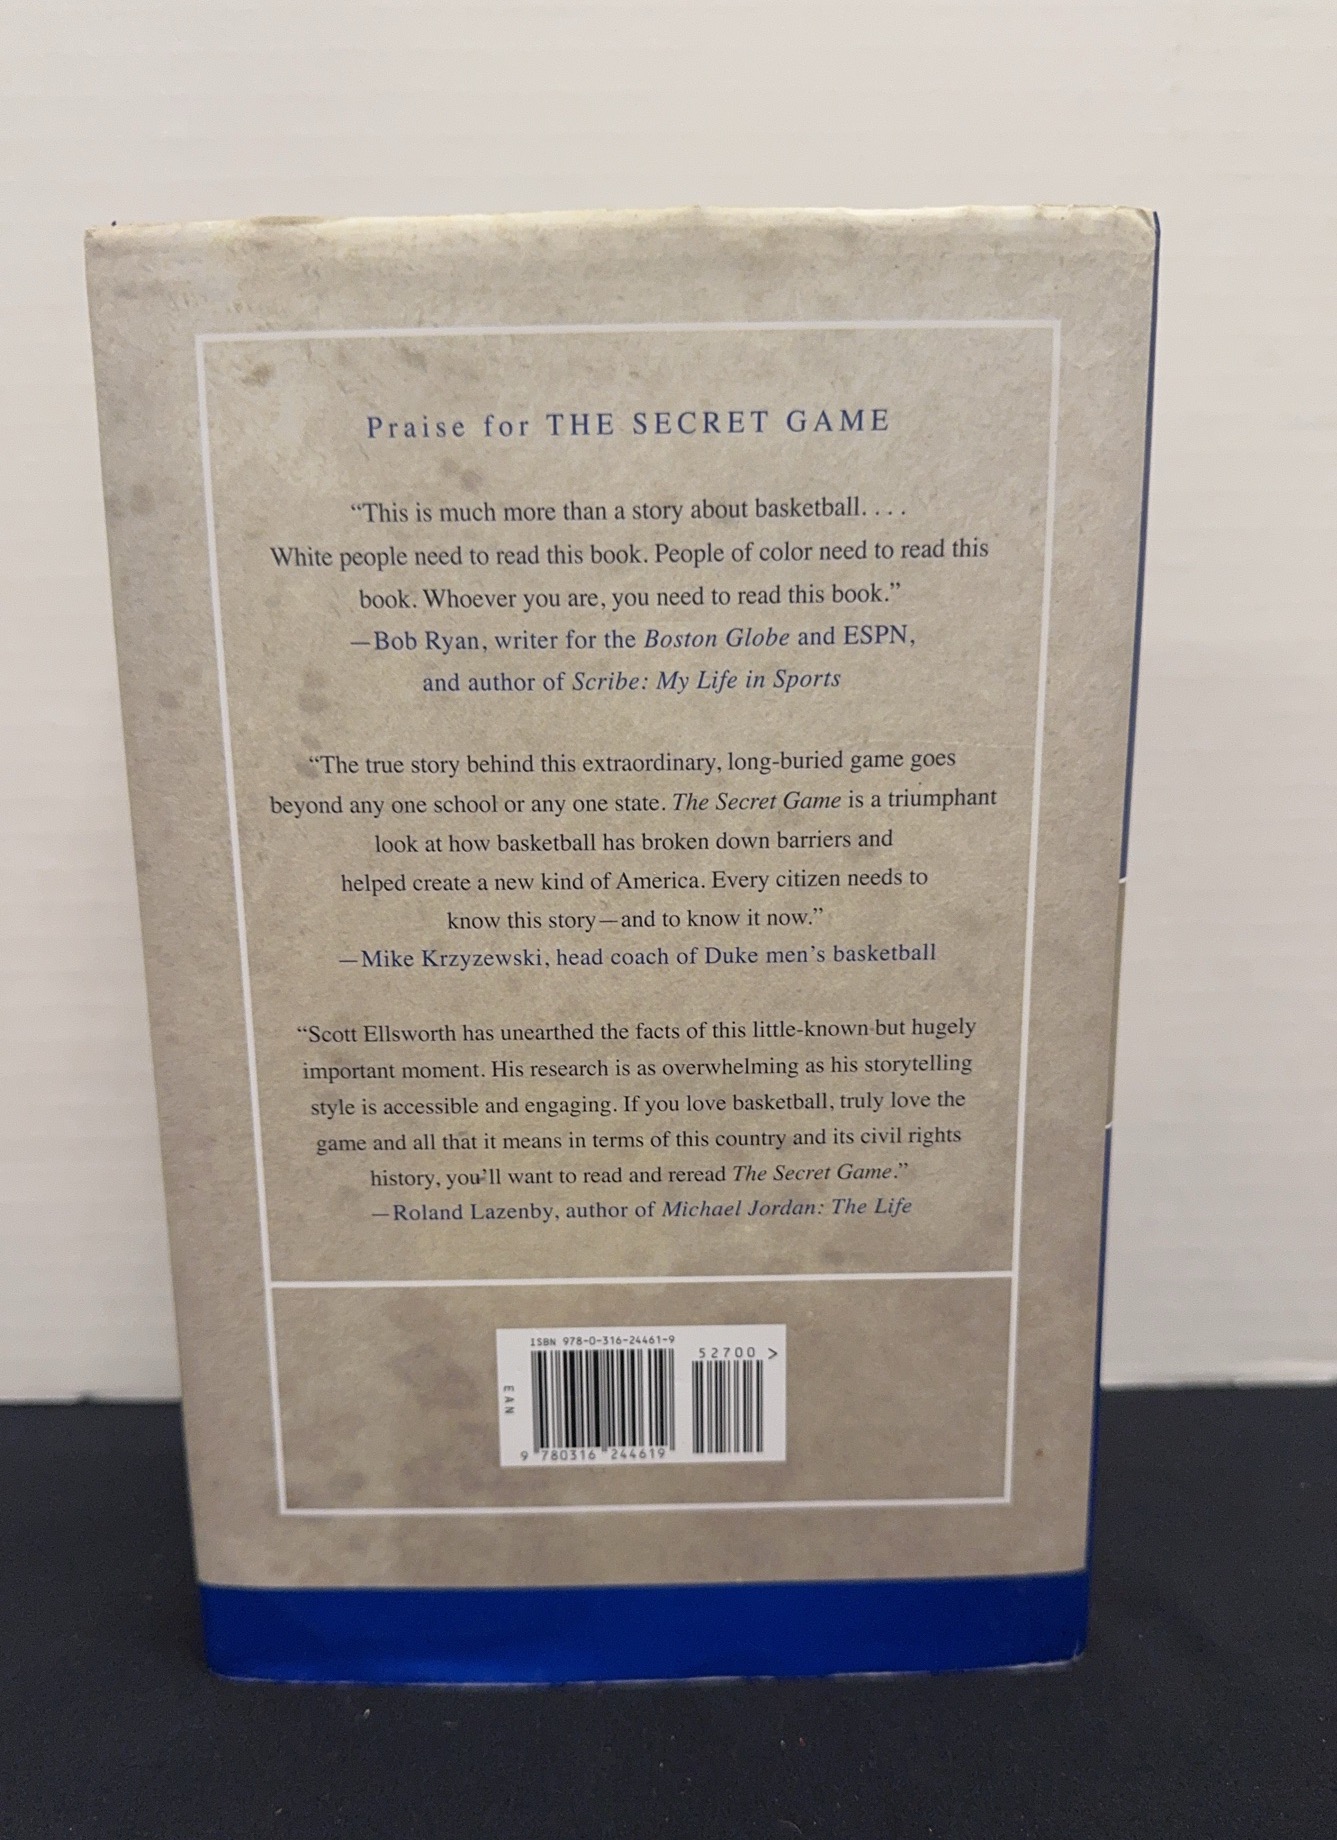 Praise for THE SECRET GAME
“This is much more than a story about basketball. . . .
White people need to read this book. People of color need to read this
book. Whoever you are, you need to read this book.”
—Bob Ryan, writer for the Boston Globe and ESPN,
and author of Scribe: My Life in Sports
“The true story behind this extraordinary, long-buried game goes
beyond any one school or any one state. The Secret Game is a triumphant
look at how basketball has broken down barriers and
helped create a new kind of America. Every citizen needs to
know this story—and to know it now.”
—Mike Krzyzewski, head coach of Duke men’s basketball
“Scott Ellsworth has unearthed the facts of this little-known but hugely
important moment. His research is as overwhelming as his storytelling
style is accessible and engaging. If you love basketball, truly love the
game and all that it means in terms of this country and its civil rights
history, you’ll want to read and reread The Secret Game.”
—Roland Lazenby, author of Michael Jordan: The Life
ISBN 978-0-316-24461-9
52700 >
EAN
9 780316 244619